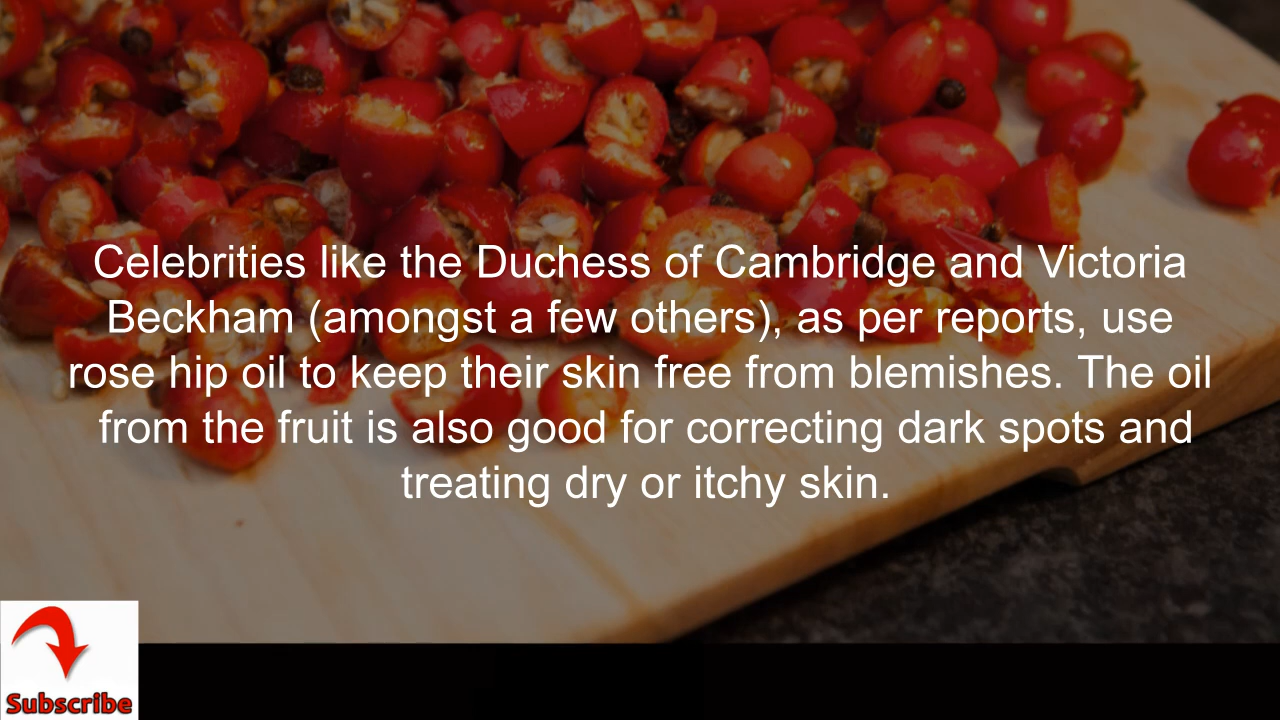 Celebrities like the Duchess of Cambridge and Victoria
Beckham (amongst a few others), as per reports, use
rose hip oil to keep their skin free from blemishes. The oil
from the fruit is also good for correcting dark spots and
treating dry or itchy skin.
Subscribe